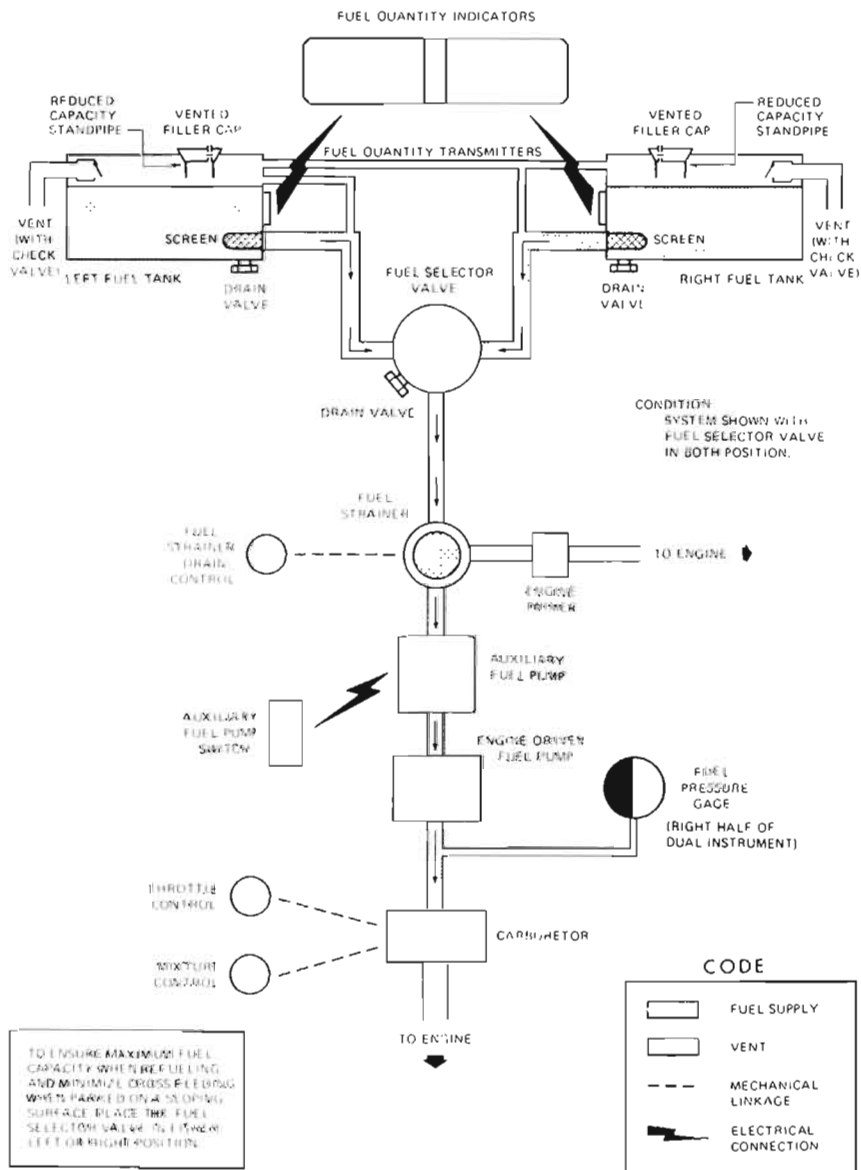 FUEL QUANTITY INDICATORS
REDUCED
CAPACITY
STANDPIPE
VENTED
FILLER CAP
VENTED
FILLER CAP
REDUCED
CAPACITY
STANDPIPE
FUEL QUANTITY TRANSMITTERS
VENT
(WITH
CHECK
VALVE)
SCREEN
SCREEN
VENT
(WITH
CHECK
VALVE)
LEFT FUEL TANK
DRAIN
VALVE
FUEL SELECTOR
VALVE
DRAIN
VALVE
RIGHT FUEL TANK
DRAIN VALVE
CONDITION
SYSTEM SHOWN WITH
FUEL SELECTOR VALVE
IN BOTH POSITION.
FUEL
STRAINER
FUEL
STRAINER
DRAIN
CONTROL
TO ENGINE
ENGINE
PRIMER
AUXILIARY
FUEL PUMP
AUXILIARY
FUEL PUMP
SWITCH
ENGINE DRIVEN
FUEL PUMP
FUEL
PRESSURE
GAGE
(RIGHT HALF OF
DUAL INSTRUMENT)
THROTTLE
CONTROL
CARBURETOR
MIXTURE
CONTROL
TO ENGINE
CODE
FUEL SUPPLY
VENT
MECHANICAL
LINKAGE
ELECTRICAL
CONNECTION
TO ENSURE MAXIMUM FUEL
CAPACITY WHEN REFUELING
AND MINIMIZE CROSS FEEDING
WHEN PARKED ON A SLOPING
SURFACE PLACE THE FUEL
SELECTOR VALVE IN EITHER
LEFT OR RIGHT POSITION.